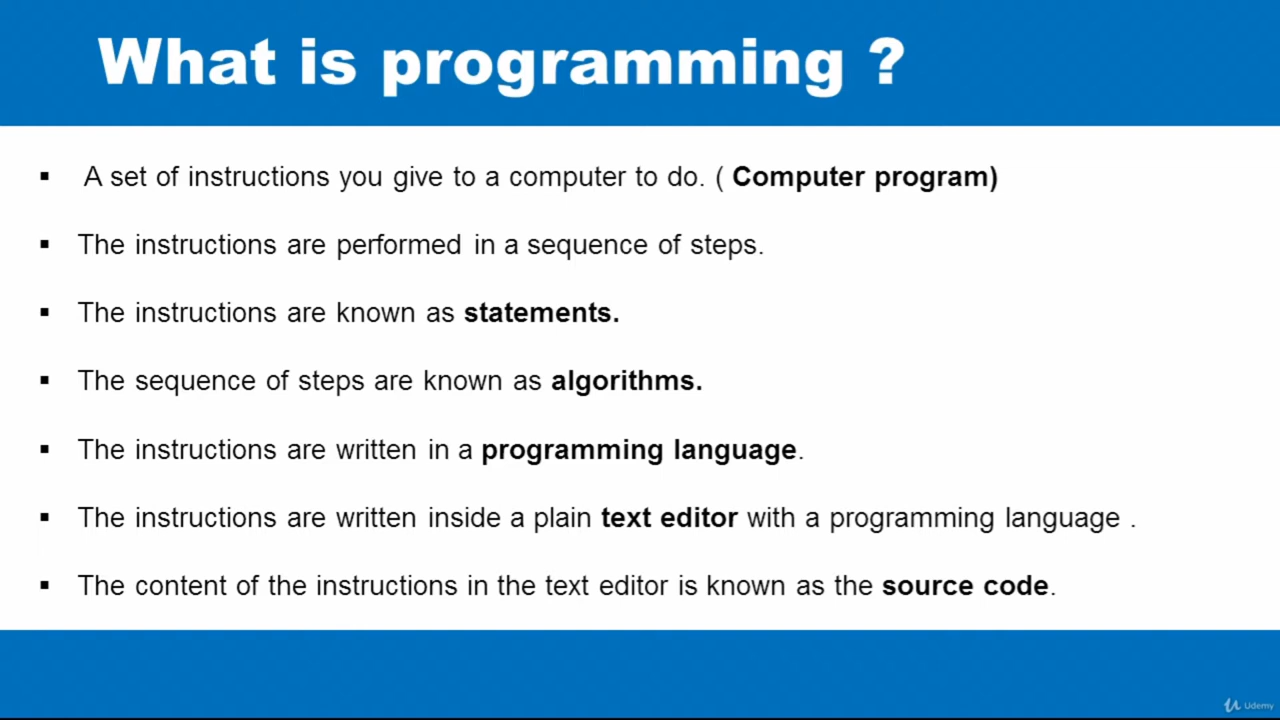 What is programming ?
▪ A set of instructions you give to a computer to do. ( Computer program)
▪ The instructions are performed in a sequence of steps.
▪ The instructions are known as statements.
▪ The sequence of steps are known as algorithms.
▪ The instructions are written in a programming language.
▪ The instructions are written inside a plain text editor with a programming language .
▪ The content of the instructions in the text editor is known as the source code.
Udemy